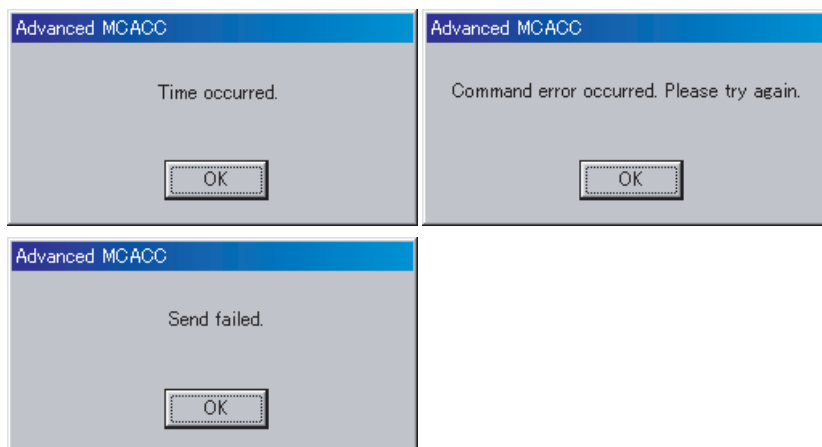 Advanced MCACC
Time occurred.
OK
Advanced MCACC
Command error occurred. Please try again.
OK
Advanced MCACC
Send failed.
OK